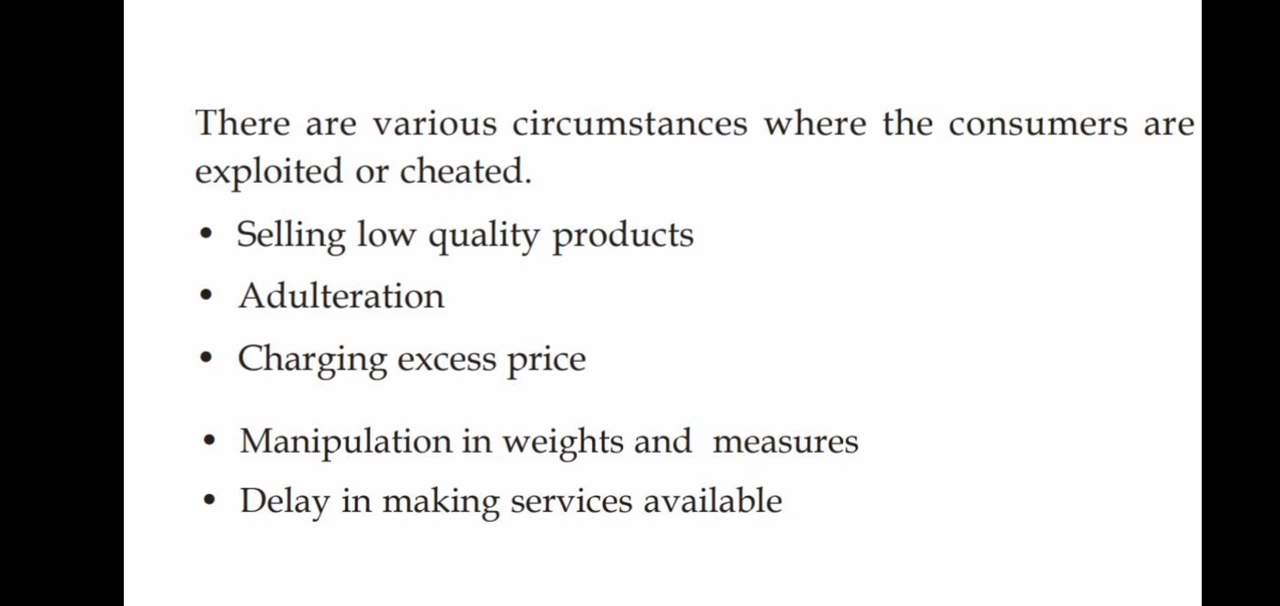 There are various circumstances where the consumers are
exploited or cheated.
• Selling low quality products
• Adulteration
• Charging excess price
• Manipulation in weights and  measures
• Delay in making services available